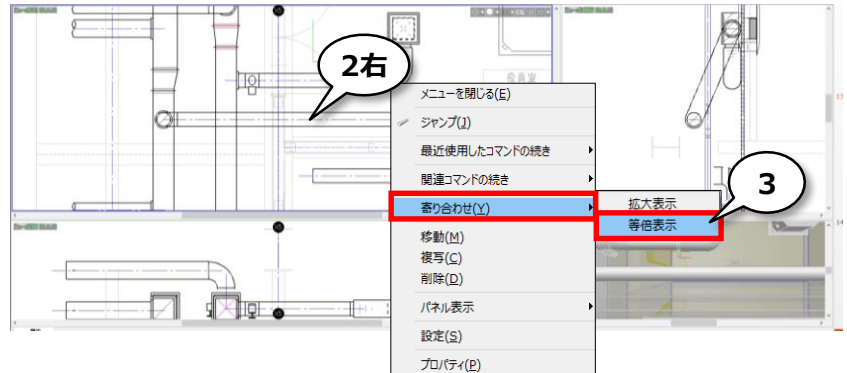 2右
役員室
メニューを閉じる(E)
ジャンプ(J)
最近使用したコマンドの続き
関連コマンドの続き
寄り合わせ(Y)
拡大表示
等倍表示
3
移動(M)
複写(C)
削除(D)
パネル表示
設定(S)
プロパティ(P)